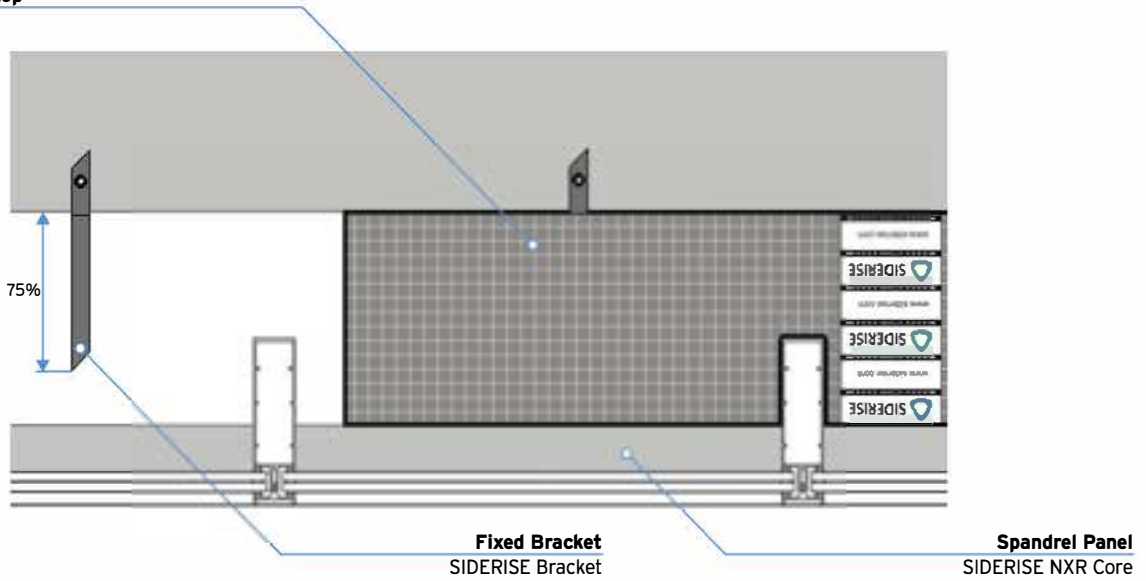 75%
SIDERISE
SIDERISE
SIDERISE
Fixed Bracket
SIDERISE Bracket
Spandrel Panel
SIDERISE NXR Core